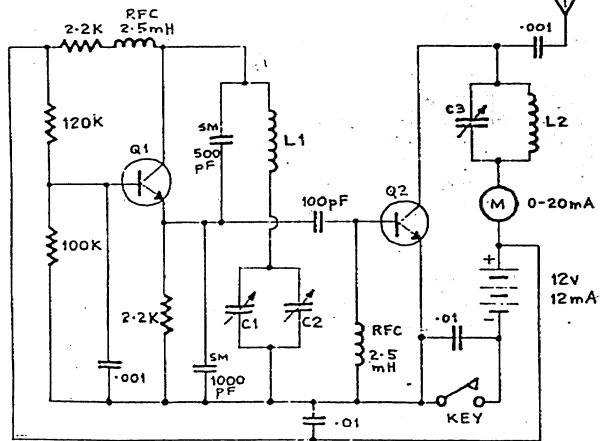 RFC
2.2K
2.5mH
.001
120K
Q1
SM
500
PF
L1
C3
L2
100pF
Q2
M
0-20mA
100K
+
12v
12mA
-
2.2K
C1
C2
RFC
2.5
mH
.01
.001
SM
1000
PF
KEY
.01